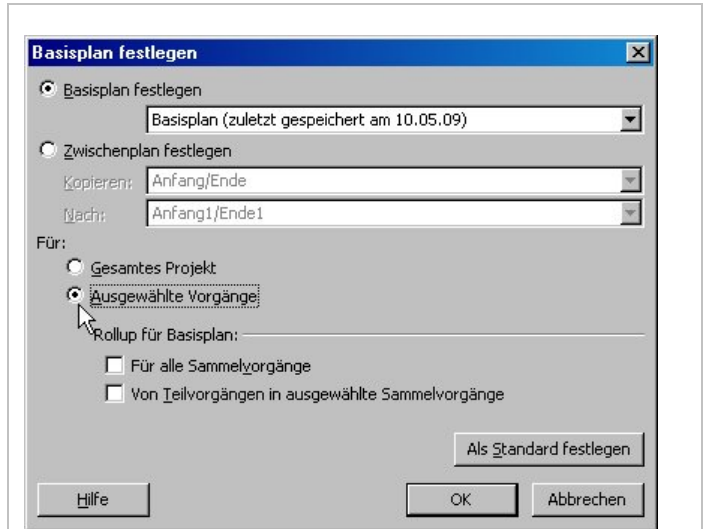 Basisplan festlegen
Basisplan festlegen
Basisplan (zuletzt gespeichert am 10.05.09)
Zwischenplan festlegen
Kopieren: Anfang/Ende
Nach: Anfang1/Ende1
Für:
Gesamtes Projekt
Ausgewählte Vorgänge
Rollup für Basisplan:
Für alle Sammelvorgänge
Von Teilvorgängen in ausgewählte Sammelvorgänge
Als Standard festlegen
Hilfe OK Abbrechen